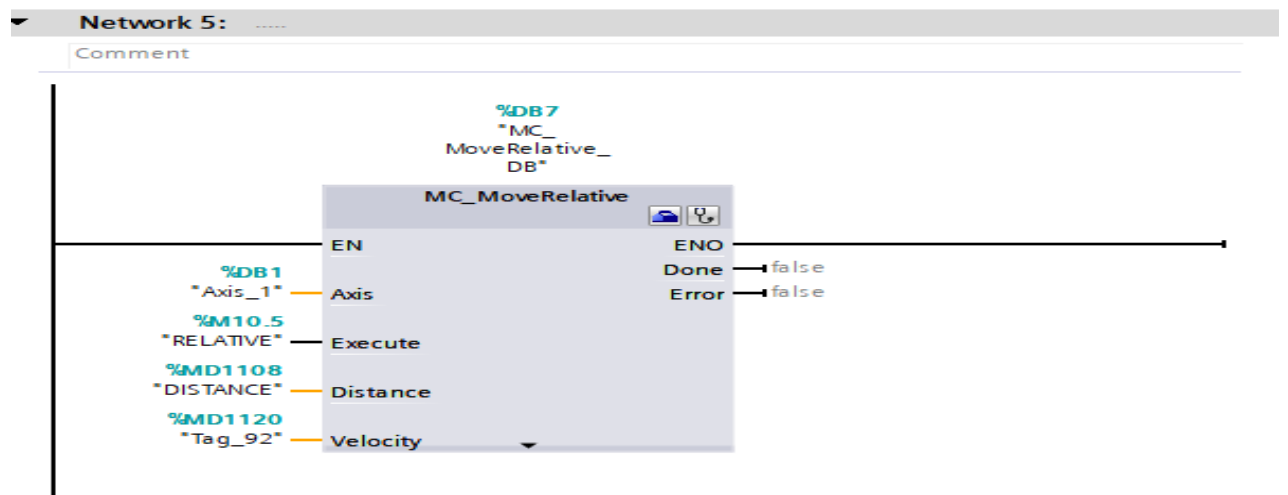 Network 5: .....
Comment
%DB7
"MC_
MoveRelative_
DB"
MC_MoveRelative
EN
ENO
%DB1
"Axis_1"
Axis
Done
false
Error
false
%M10.5
"RELATIVE"
Execute
%MD1108
"DISTANCE"
Distance
%MD1120
"Tag_92"
Velocity